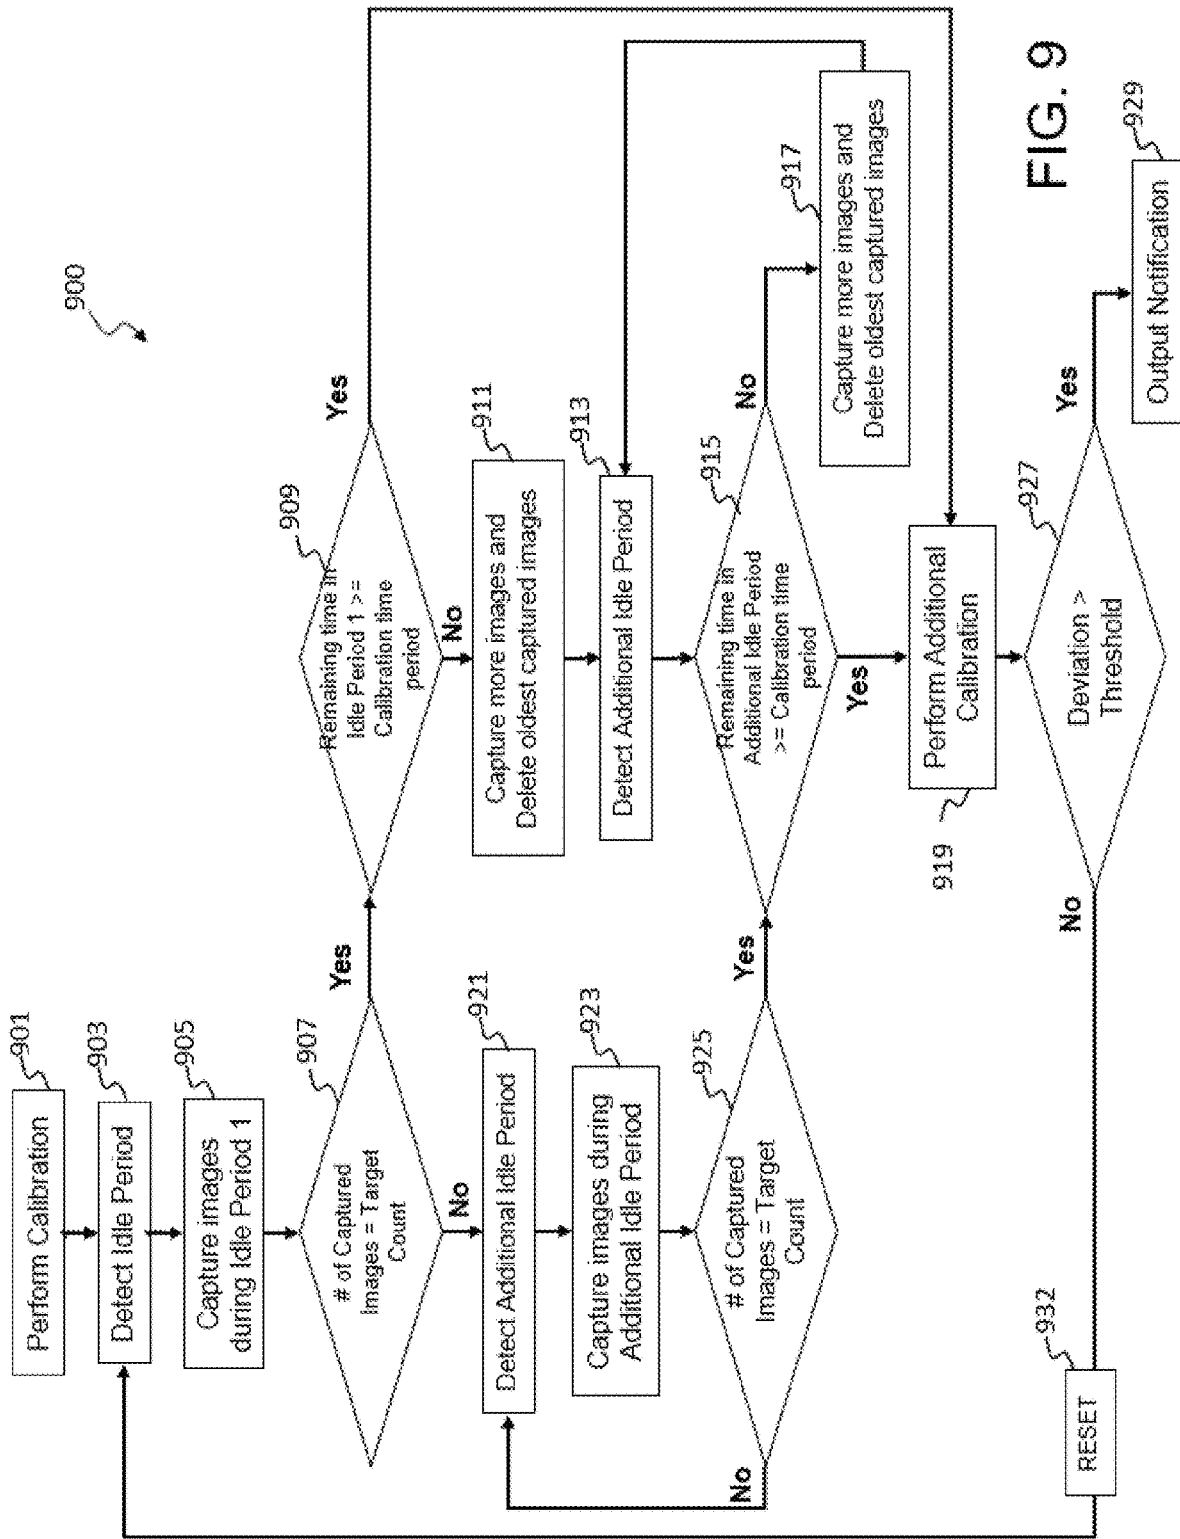 900
901
Perform Calibration
903
Detect Idle Period
905
Capture images
during Idle Period 1
907
# of Captured
Images = Target
Count
Yes
No
909
Remaining time in
Idle Period 1 >=
Calibration time
period
Yes
No
911
Capture more images and
Delete oldest captured images
913
Detect Additional Idle Period
921
Detect Additional Idle Period
923
Capture images during
Additional Idle Period
925
# of Captured
Images = Target
Count
Yes
No
915
Remaining time in
Additional Idle Period
>= Calibration time
period
No
Yes
917
Capture more images and
Delete oldest captured images
919
Perform Additional
Calibration
927
Deviation >
Threshold
Yes
No
929
Output Notification
932
RESET
FIG. 9